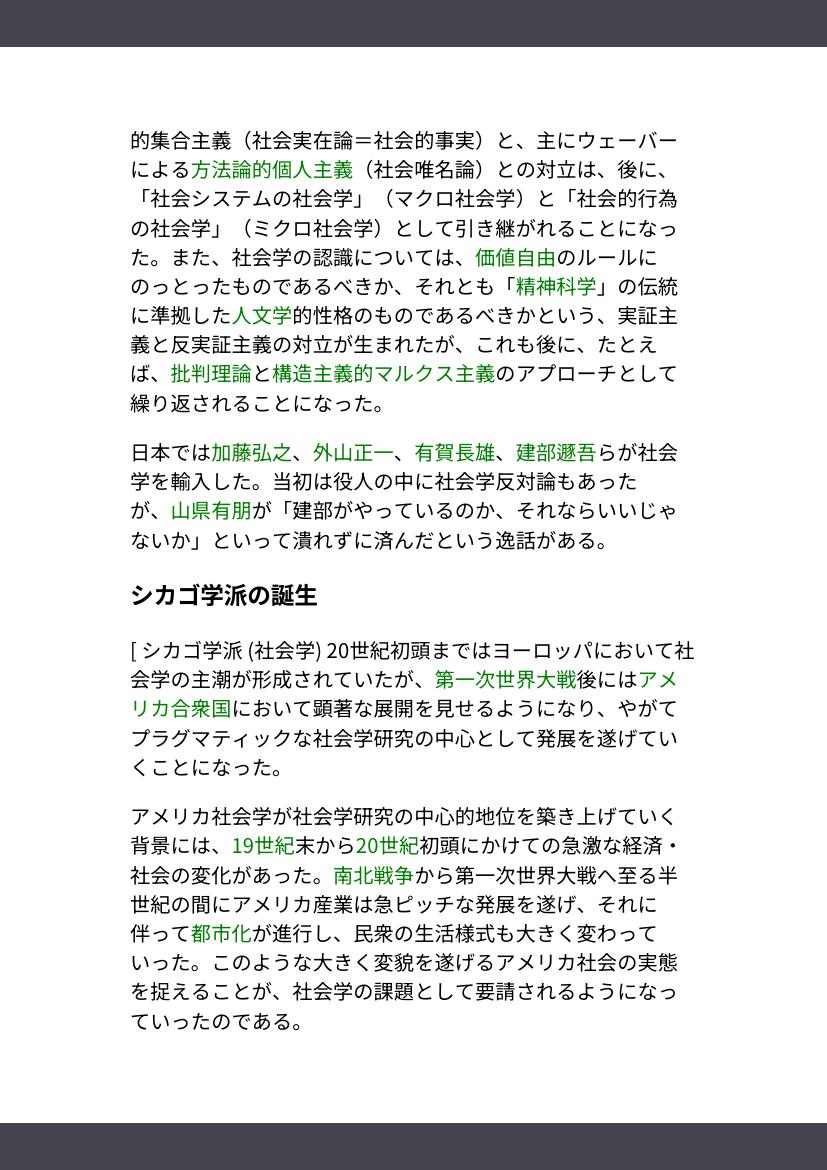 的集合主義（社会実在論＝社会的事実）と、主にウェーバー
による方法論的個人主義（社会唯名論）との対立は、後に、
「社会システムの社会学」（マクロ社会学）と「社会的行為
の社会学」（ミクロ社会学）として引き継がれることになっ
た。また、社会学の認識については、価値自由のルールに
のっとったものであるべきか、それとも「精神科学」の伝統
に準拠した人文学的性格のものであるべきかという、実証主
義と反実証主義の対立が生まれたが、これも後に、たとえ
ば、批判理論と構造主義的マルクス主義のアプローチとして
繰り返されることになった。
日本では加藤弘之、外山正一、有賀長雄、建部遯吾らが社会
学を輸入した。当初は役人の中に社会学反対論もあった
が、山県有朋が「建部がやっているのか、それならいいじゃ
ないか」といって潰れずに済んだという逸話がある。
シカゴ学派の誕生
[ シカゴ学派 (社会学) 20世紀初頭まではヨーロッパにおいて社
会学の主潮が形成されていたが、第一次世界大戦後にはアメ
リカ合衆国において顕著な展開を見せるようになり、やがて
プラグマティックな社会学研究の中心として発展を遂げてい
くことになった。
アメリカ社会学が社会学研究の中心的地位を築き上げていく
背景には、19世紀末から20世紀初頭にかけての急激な経済・
社会の変化があった。南北戦争から第一次世界大戦へ至る半
世紀の間にアメリカ産業は急ピッチな発展を遂げ、それに
伴って都市化が進行し、民衆の生活様式も大きく変わって
いった。このような大きく変貌を遂げるアメリカ社会の実態
を捉えることが、社会学の課題として要請されるようになっ
ていったのである。